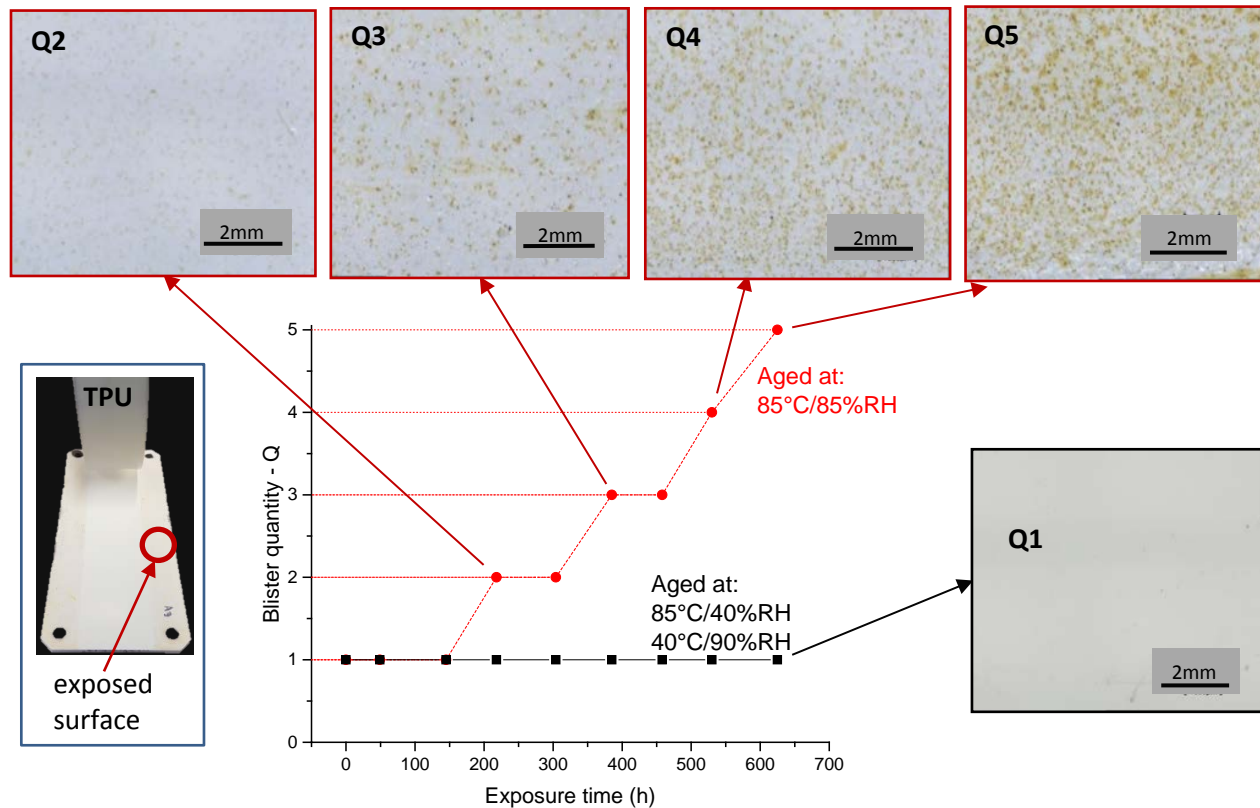 Q2
2mm
Q3
2mm
Q4
2mm
Q5
2mm
TPU
exposed
surface
Blister quantity - Q
5
4
3
2
1
0
Aged at:
85°C/85%RH
Aged at:
85°C/40%RH
40°C/90%RH
0
100
200
300
400
500
600
700
Exposure time (h)
Q1
2mm